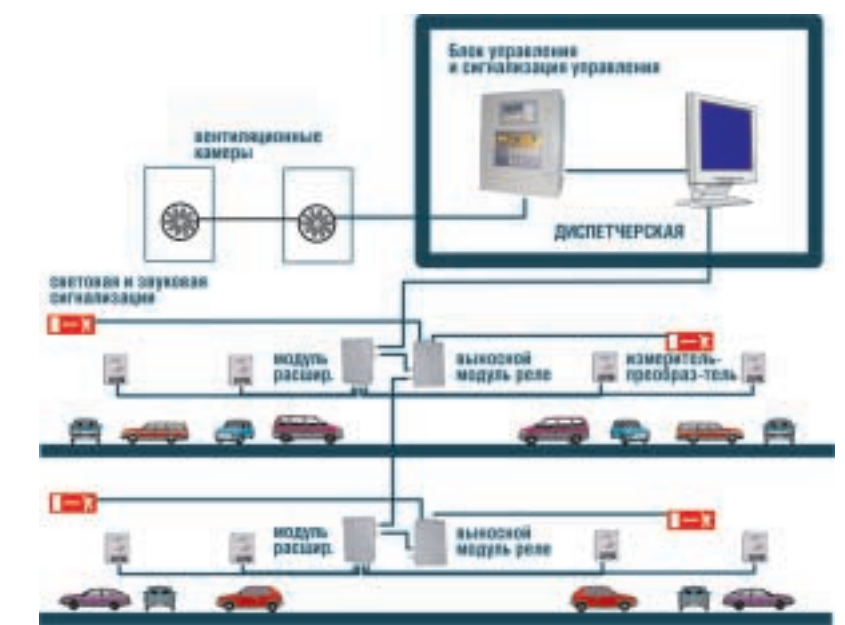 Блок управления
и сигнализация управления
вентиляционные
камеры
ДИСПЕТЧЕРСКАЯ
световая и звуковая
сигнализации
модуль
расшир.
выносной
модуль реле
измеритель-
преобраз-тель
модуль
расшир.
выносной
модуль реле